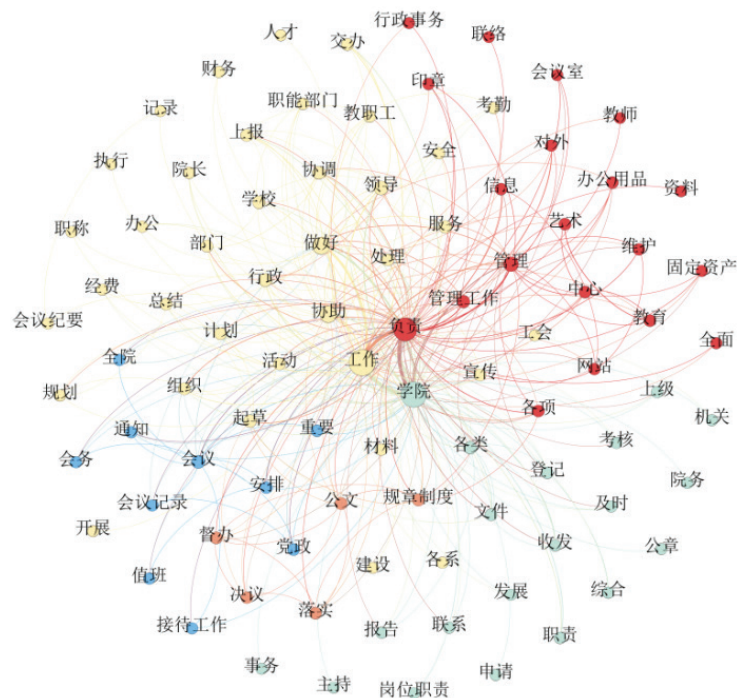 行政事务
人才
交办
联络
财务
印章
会议室
职能部门
教职工
考勤
记录
教师
上报
安全
对外
执行
院长
协调
领导
信息
办公用品
资料
学校
职称
办公
服务
艺术
部门
做好
处理
管理
维护
固定资产
行政
经费
总结
管理工作
中心
会议纪要
协助
负责
工会
教育
计划
全院
活动
工作
宣传
网站
全面
规划
组织
学院
上级
各项
机关
起草
通知
重要
材料
各类
考核
会务
会议
登记
院务
会议记录
安排
公文
规章制度
及时
文件
开展
督办
党政
收发
公章
值班
建设
各系
综合
决议
发展
接待工作
落实
报告
联系
职责
事务
主持
岗位职责
申请